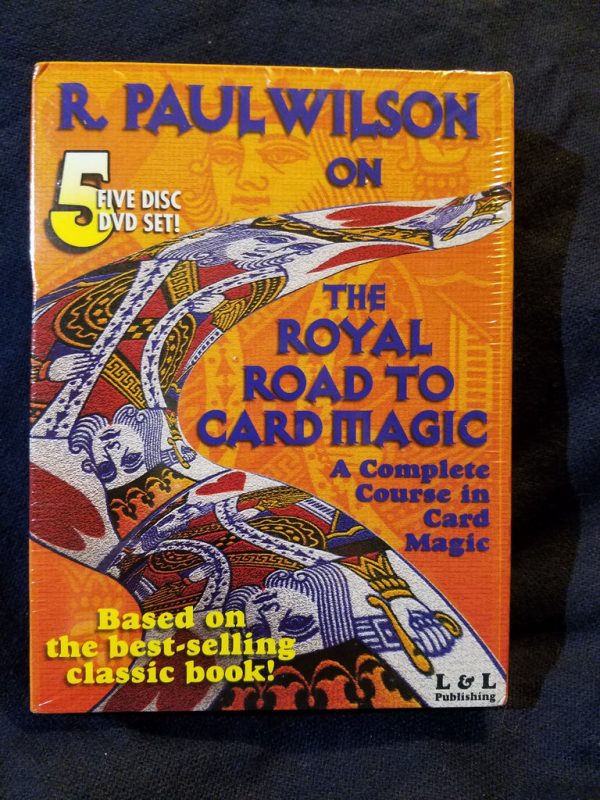 R. PAUL WILSON
ON
5
FIVE DISC
DVD SET!
THE
ROYAL
ROAD TO
CARD MAGIC
A Complete
Course in
Card
Magic
Based on
the best-selling
classic book!
L & L
Publishing